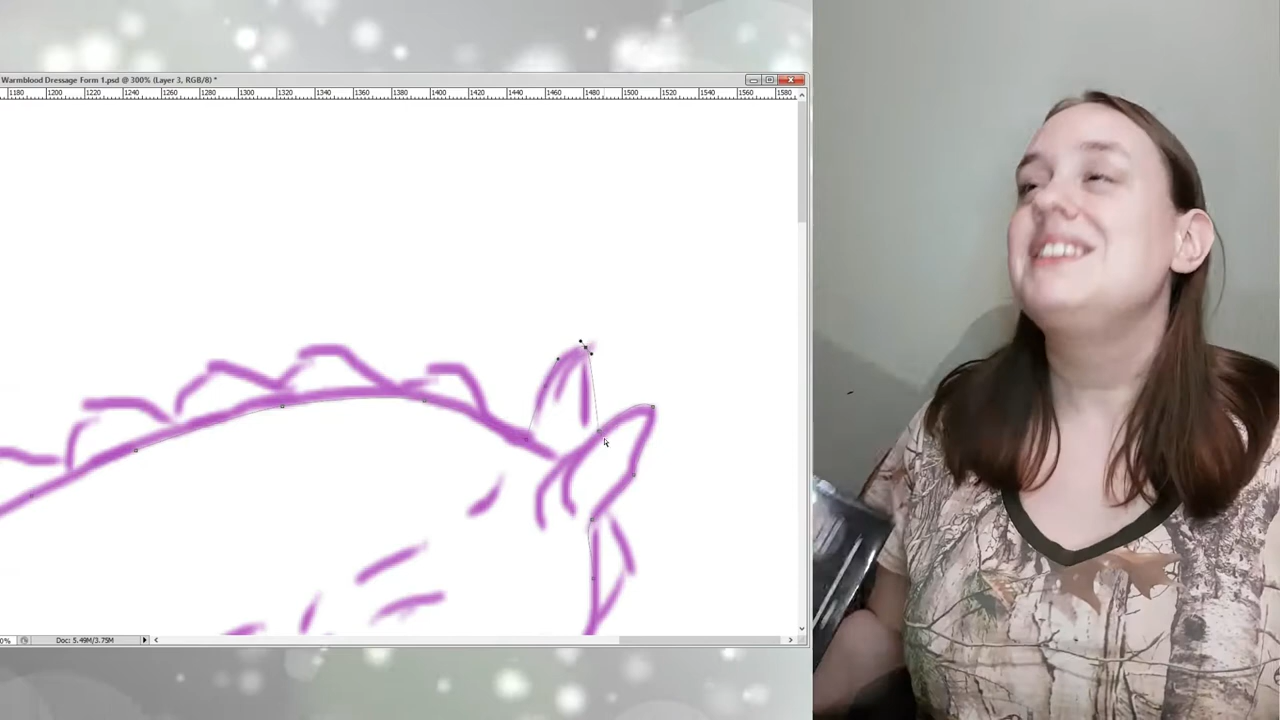 Warmblood Dressage Form 1.psd @ 300% (Layer 3, RGB/8) *
1180 1200 1220 1240 1260 1280 1300 1320 1340 1360 1380 1400 1420 1440 1460 1480 1500 1520 1540 1560 1580
0% Doc: 5.49M/3.75M